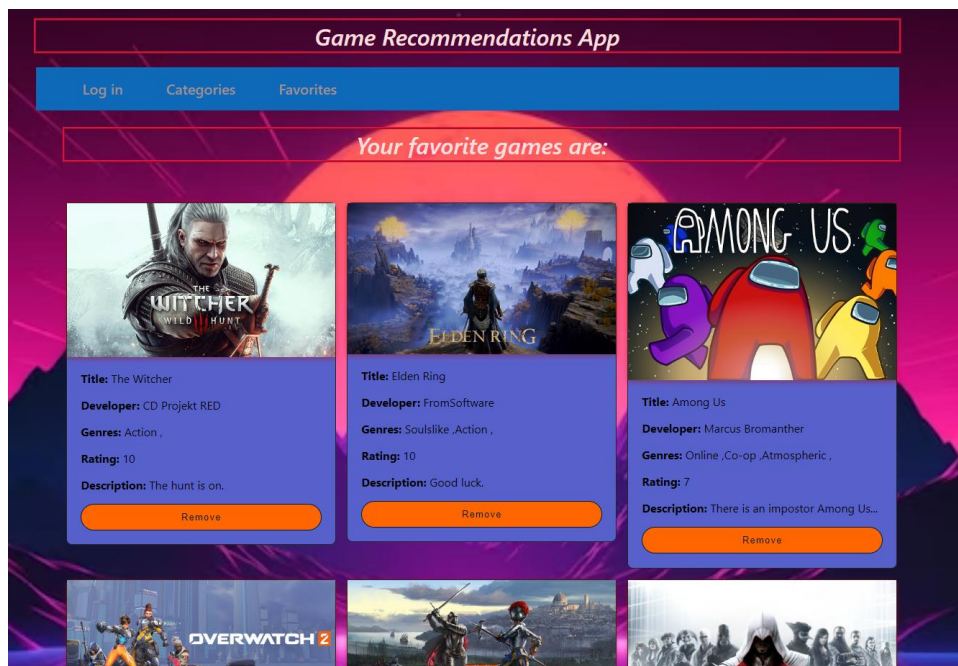 Game Recommendations App
Log in Categories Favorites
Your favorite games are:
THE
WITCHER
WILD HUNT
Title: The Witcher
Developer: CD Projekt RED
Genres: Action ,
Rating: 10
Description: The hunt is on.
Remove
ELDEN RING
Title: Elden Ring
Developer: FromSoftware
Genres: Soulslike ,Action ,
Rating: 10
Description: Good luck.
Remove
AMONG US
Title: Among Us
Developer: Marcus Bromanther
Genres: Online ,Co-op ,Atmospheric ,
Rating: 7
Description: There is an impostor Among Us...
Remove
OVERWATCH 2